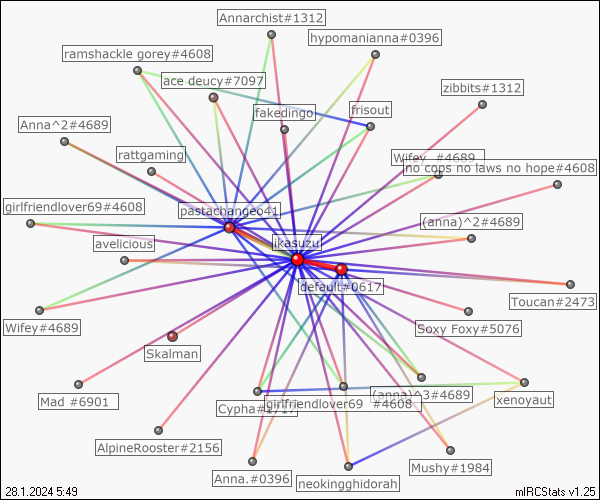 Annarchist#1312
hypomanianna#0396
ramshackle gorey#4608
ace deucy#7097
zibbits#1312
fakedingo
frisout
Anna^2#4689
rattgaming
Wifey_#4689
no cops no laws no hope#4608
girlfriendlover69#4608
pastachangeo41
(anna)^2#4689
avelicious
ikasuzu
default#0617
Toucan#2473
Wifey#4689
Soxy Foxy#5076
Skalman
Mad #6901
(anna)^3#4689
girlfriendlover69_#4608
xenoyaut
AlpineRooster#2156
Anna.#0396
neokingghidorah
Mushy#1984
28.1.2024 5:49
mIRCStats v1.25